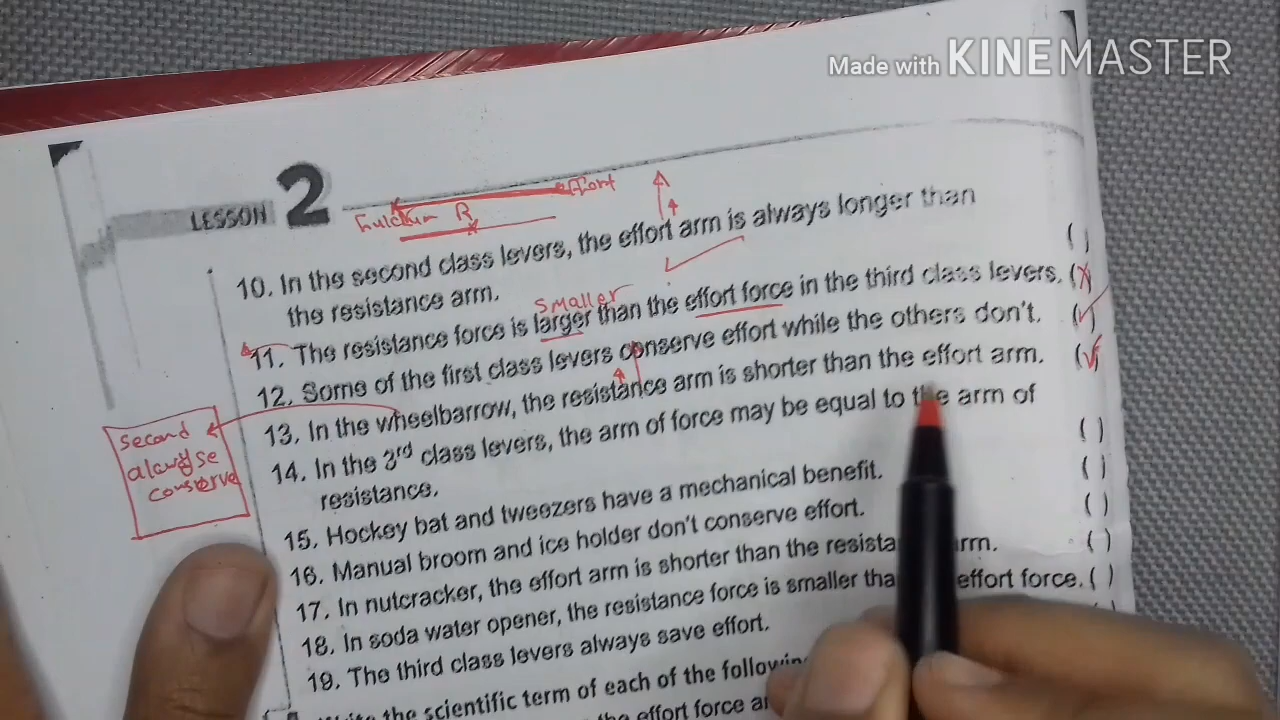 Made with KINEMASTER
LESSON 2
effort
fulcrum R
10. In the second class levers, the effort arm is always longer than
the resistance arm. ( )
smaller
11. The resistance force is larger than the effort force in the third class levers. (X)
12. Some of the first class levers conserve effort while the others don't. (✓)
13. In the wheelbarrow, the resistance arm is shorter than the effort arm. (✓)
second
always
conserve
14. In the 3rd class levers, the arm of force may be equal to the arm of
resistance. ( )
15. Hockey bat and tweezers have a mechanical benefit. ( )
16. Manual broom and ice holder don't conserve effort. ( )
17. In nutcracker, the effort arm is shorter than the resista arm. ( )
18. In soda water opener, the resistance force is smaller tha effort force. ( )
19. The third class levers always save effort.
the scientific term of each of the followin
the effort force ar